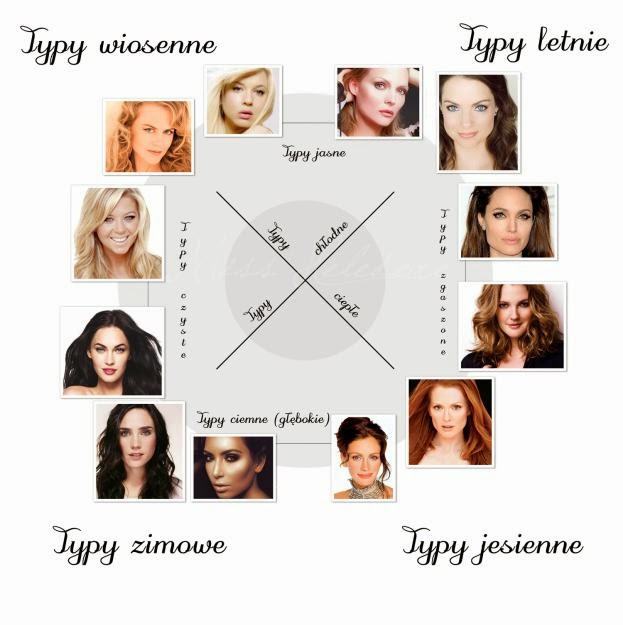 Typy wiosenne
Typy letnie
Typy jasne
Typy chłodne
Typy czyste
Typy zgaszone
Typy ciepłe
Typy ciemne (głębokie)
Typy zimowe
Typy jesienne